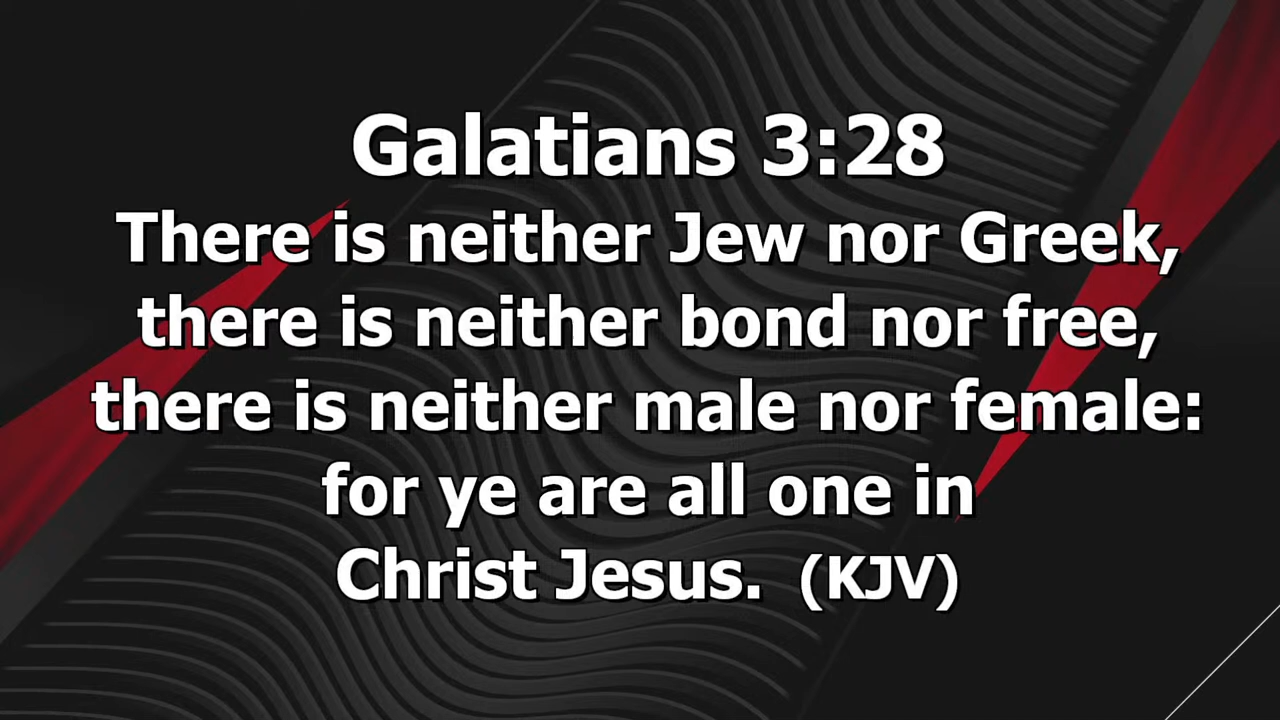 Galatians 3:28
There is neither Jew nor Greek,
there is neither bond nor free,
there is neither male nor female:
for ye are all one in
Christ Jesus. (KJV)